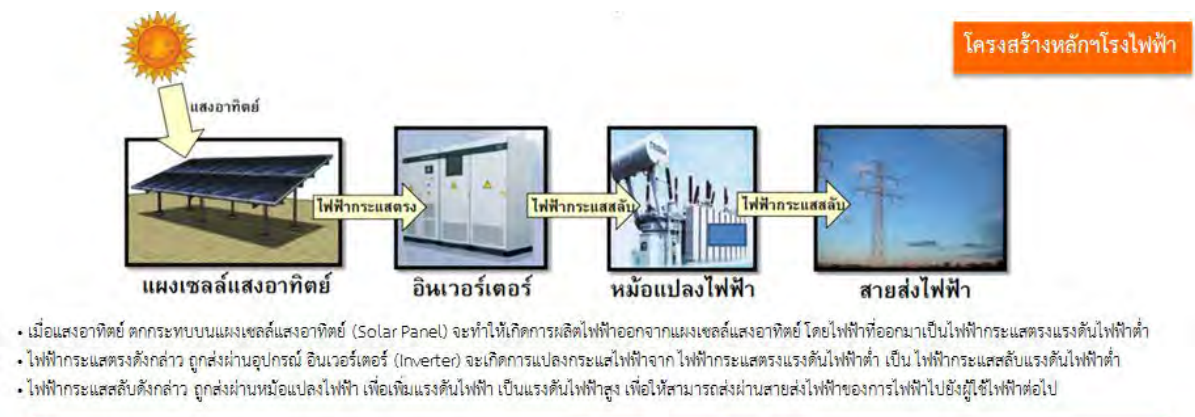 โครงสร้างหลักฯโรงไฟฟ้า
แสงอาทิตย์
ไฟฟ้ากระแสตรง
ไฟฟ้ากระแสสลับ
ไฟฟ้ากระแสสลับ
แผงเซลล์แสงอาทิตย์
อินเวอร์เตอร์
หม้อแปลงไฟฟ้า
สายส่งไฟฟ้า
• เมื่อแสงอาทิตย์ ตกกระทบบนแผงเซลล์แสงอาทิตย์ (Solar Panel) จะทำให้เกิดการผลิตไฟฟ้าออกจากแผงเซลล์แสงอาทิตย์ โดยไฟฟ้าที่ออกมาเป็นไฟฟ้ากระแสตรงแรงดันไฟฟ้าต่ำ
• ไฟฟ้ากระแสตรงดังกล่าว ถูกส่งผ่านอุปกรณ์ อินเวอร์เตอร์ (Inverter) จะเกิดการแปลงกระแสไฟฟ้าจาก ไฟฟ้ากระแสตรงแรงดันไฟฟ้าต่ำ เป็น ไฟฟ้ากระแสสลับแรงดันไฟฟ้าต่ำ
• ไฟฟ้ากระแสสลับดังกล่าว ถูกส่งผ่านหม้อแปลงไฟฟ้า เพื่อเพิ่มแรงดันไฟฟ้า เป็นแรงดันไฟฟ้าสูง เพื่อให้สามารถส่งผ่านสายส่งไฟฟ้าของการไฟฟ้าไปยังผู้ใช้ไฟฟ้าต่อไป